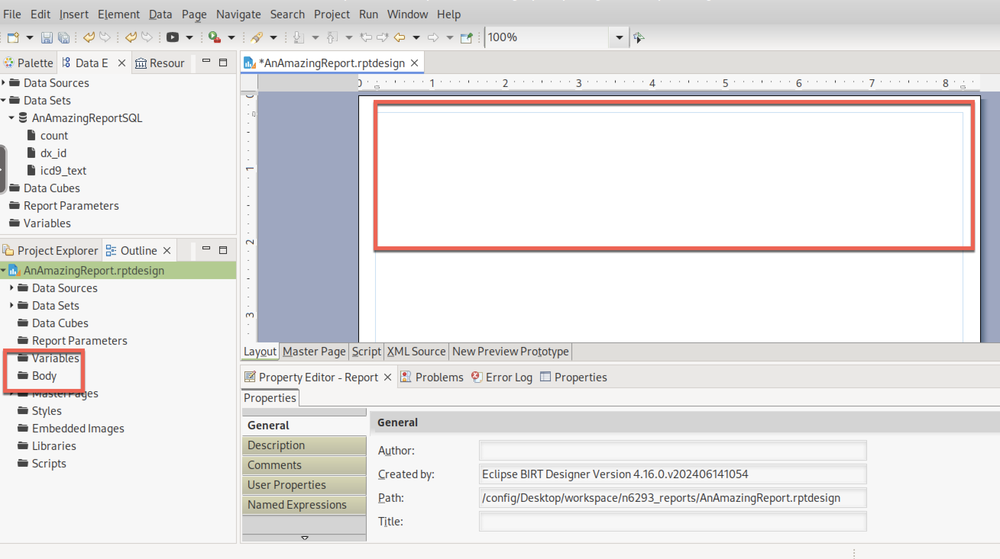 File Edit Insert Element Data Page Navigate Search Project Run Window Help
100%
Palette Data E Resour
Data Sources
Data Sets
AnAmazingReportSQL
count
dx_id
icd9_text
Data Cubes
Report Parameters
Variables
Project Explorer Outline
AnAmazingReport.rptdesign
Data Sources
Data Sets
Data Cubes
Report Parameters
Variables
Body
MasterPages
Styles
Embedded Images
Libraries
Scripts
*AnAmazingReport.rptdesign
0 1 2 3 4 5 6 7 8
0
1
2
3
Layout Master Page Script XML Source New Preview Prototype
Property Editor - Report Problems Error Log Properties
Properties
General
Description
Comments
User Properties
Named Expressions
General
Author:
Created by: Eclipse BIRT Designer Version 4.16.0.v202406141054
Path: /config/Desktop/workspace/n6293_reports/AnAmazingReport.rptdesign
Title: